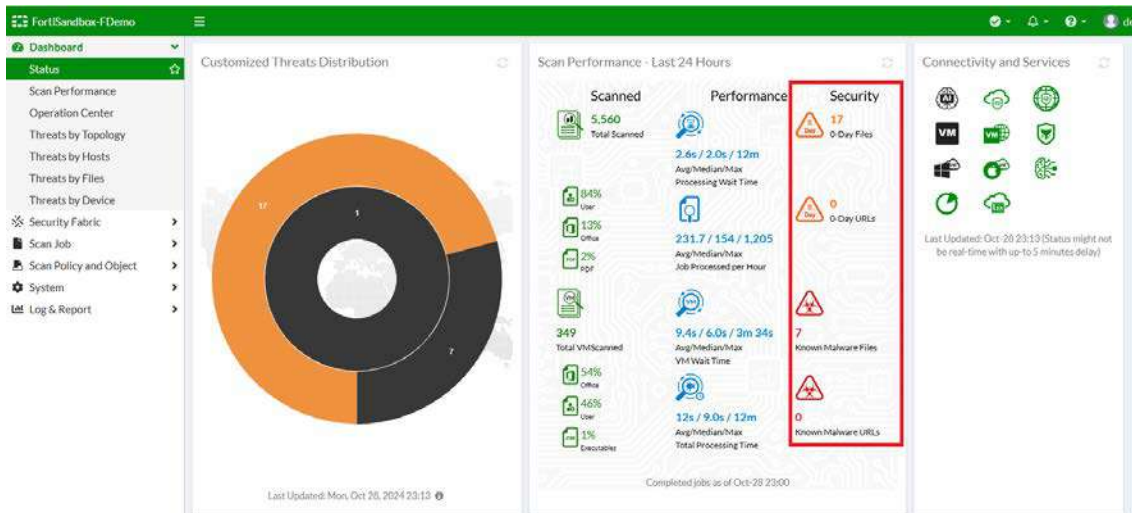 FortiSandbox-FDemo
Dashboard
Status
Scan Performance
Operation Center
Threats by Topology
Threats by Hosts
Threats by Files
Threats by Device
Security Fabric
Scan Job
Scan Policy and Object
System
Log & Report
Customized Threats Distribution
17
1
7
Last Updated: Mon, Oct 28, 2024 23:13
Scan Performance - Last 24 Hours
Scanned
5,560
Total Scanned
84%
User
13%
Office
2%
PDF
349
Total VMScanned
54%
Office
46%
User
1%
Executables
Performance
2.6s / 2.0s / 12m
Avg/Median/Max
Processing Wait Time
231.7 / 154 / 1,205
Avg/Median/Max
Job Processed per Hour
VM
9.4s / 6.0s / 3m 34s
Avg/Median/Max
VM Wait Time
12s / 9.0s / 12m
Avg/Median/Max
Total Processing Time
Security
17
0-Day Files
0
0-Day URLs
7
Known Malware Files
0
Known Malware URLs
Completed jobs as of Oct-28 23:00
Connectivity and Services
AI
VM
VM
Last Updated: Oct-28 23:13 (Status might not
be real-time with up-to 5 minutes delay)